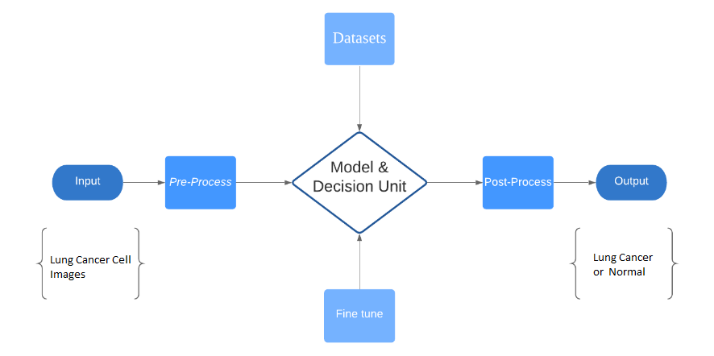 Datasets
Input
Pre-Process
Model &
Decision Unit
Post-Process
Output
Lung Cancer Cell
Images
Lung Cancer
or Normal
Fine tune